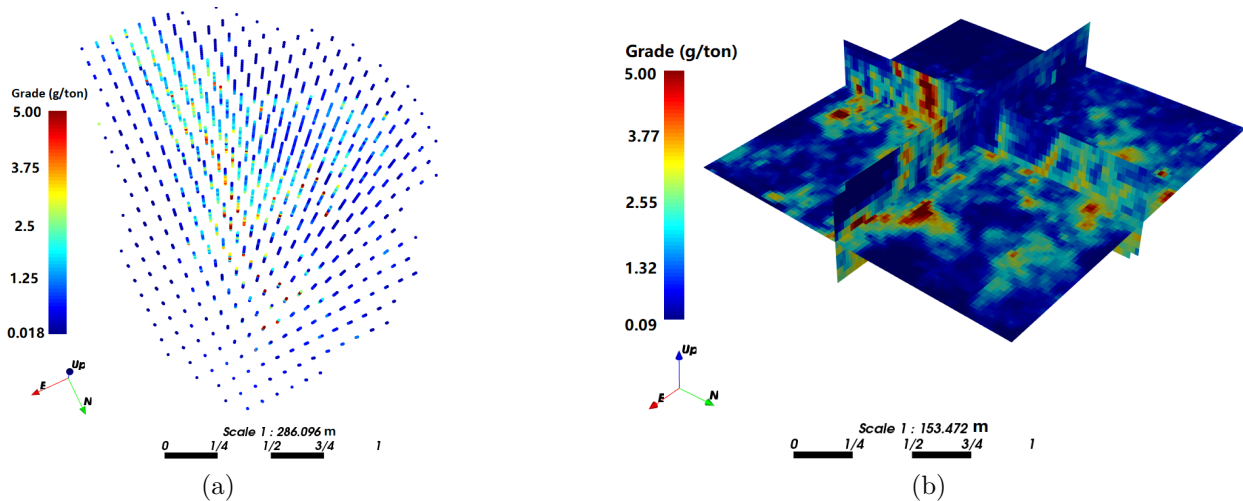 Grade (g/ton)
5.00
3.75
2.5
1.25
0.018
Up
E
N
Scale 1 : 286.096 m
0 1/4 1/2 3/4 1
(a)
Grade (g/ton)
5.00
3.77
2.55
1.32
0.09
Up
E
N
Scale 1 : 153.472 m
0 1/4 1/2 3/4 1
(b)